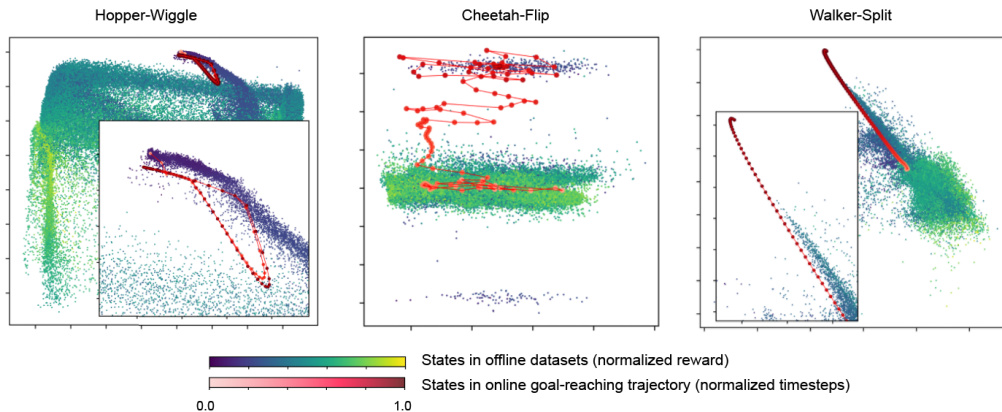 Hopper-Wiggle
Cheetah-Flip
Walker-Split
States in offline datasets (normalized reward)
States in online goal-reaching trajectory (normalized timesteps)
0.0
1.0